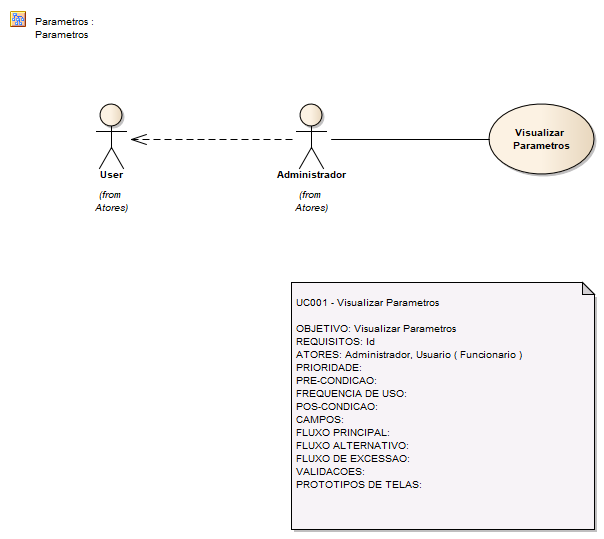 Parametros :
Parametros
User
(from
Atores)
Administrador
(from
Atores)
Visualizar
Parametros
UC001 - Visualizar Parametros
OBJETIVO: Visualizar Parametros
REQUISITOS: Id
ATORES: Administrador, Usuario ( Funcionario )
PRIORIDADE:
PRE-CONDICAO:
FREQUENCIA DE USO:
POS-CONDICAO:
CAMPOS:
FLUXO PRINCIPAL:
FLUXO ALTERNATIVO:
FLUXO DE EXCESSAO:
VALIDACOES:
PROTOTIPOS DE TELAS: